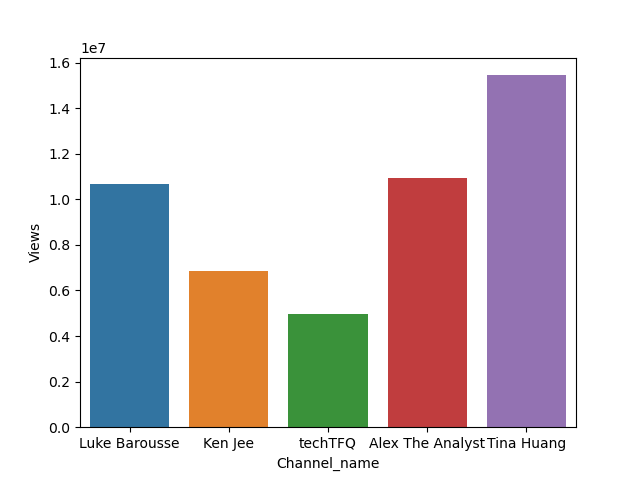 1e7
1.6
1.4
1.2
1.0
0.8
0.6
0.4
0.2
0.0
Views
Luke Barousse Ken Jee techTFQ Alex The Analyst Tina Huang
Channel_name